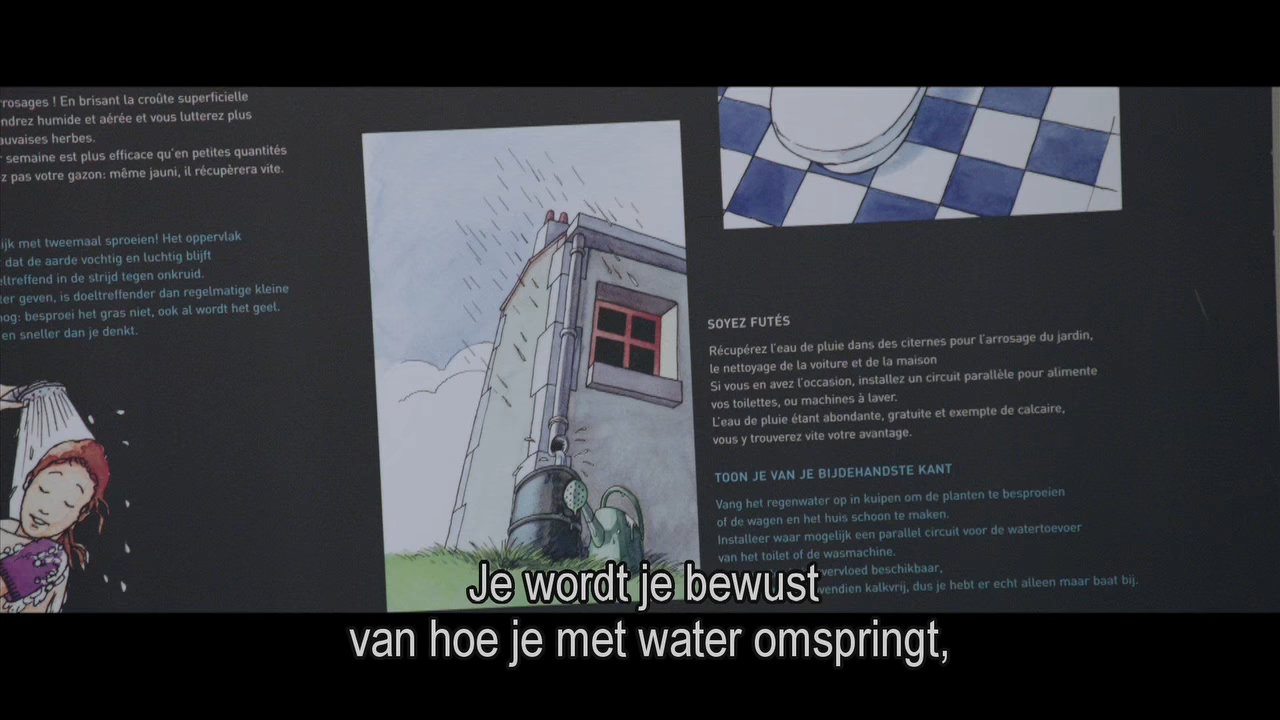 rrosages ! En brisant la croûte superficielle
ndrez humide et aérée et vous lutterez plus
auvaises herbes.
semaine est plus efficace qu'en petites quantités
z pas votre gazon: même jauni, il récupèrera vite.
ijk met tweemaal sproeien! Het oppervlak
dat de aarde vochtig en luchtig blijft
eltreffend in de strijd tegen onkruid.
ter geven, is doeltreffender dan regelmatige kleine
nog: besproei het gras niet, ook al wordt het geel.
en sneller dan je denkt.
SOYEZ FUTÉS
Récupérez l'eau de pluie dans des citernes pour l'arrosage du jardin,
le nettoyage de la voiture et de la maison
Si vous en avez l'occasion, installez un circuit parallèle pour alimente
vos toilettes, ou machines à laver.
L'eau de pluie étant abondante, gratuite et exempte de calcaire,
vous y trouverez vite votre avantage.
TOON JE VAN JE BIJDEHANDSTE KANT
Vang het regenwater op in kuipen om de planten te besproeien
of de wagen en het huis schoon te maken.
Installeer waar mogelijk een parallel circuit voor de watertoevoer
van het toilet of de wasmachine.
vervloed beschikbaar,
vendien kalkvrij, dus je hebt er echt alleen maar baat bij.
Je wordt je bewust
van hoe je met water omspringt,